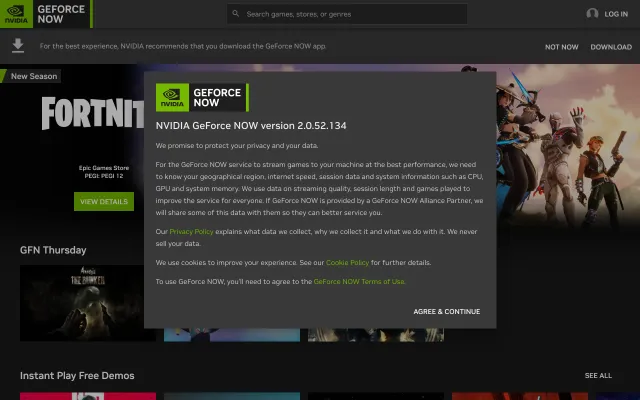 NVIDIA
GEFORCE
NOW
Search games, stores, or genres
LOG IN
For the best experience, NVIDIA recommends that you download the GeForce NOW app.
NOT NOW
DOWNLOAD
New Season
FORTNIT
Epic Games Store
PEGI: PEGI 12
VIEW DETAILS
NVIDIA
GEFORCE
NOW
NVIDIA GeForce NOW version 2.0.52.134
We promise to protect your privacy and your data.
For the GeForce NOW service to stream games to your machine at the best performance, we need
to know your geographical region, internet speed, session data and system information such as CPU,
GPU and system memory. We use data on streaming quality, session length and games played to
improve the service for everyone. If GeForce NOW is provided by a GeForce NOW Alliance Partner, we
will share some of this data with them so they can better service you.
Our Privacy Policy explains what data we collect, why we collect it and what we do with it. We never
sell your data.
We use cookies to improve your experience. See our Cookie Policy for further details.
To use GeForce NOW, you'll need to agree to the GeForce NOW Terms of Use.
AGREE & CONTINUE
GFN Thursday
THE BUNKER
Instant Play Free Demos
SEE ALL